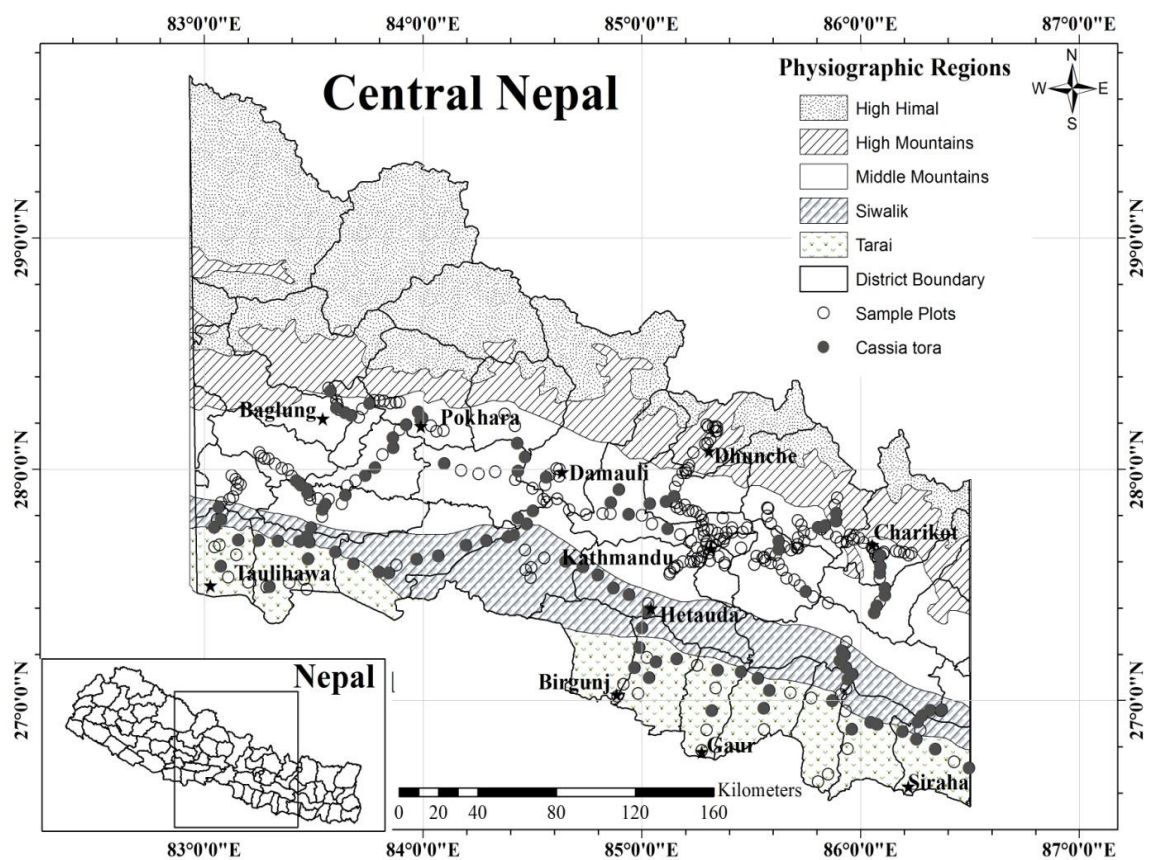 83°0'0"E 84°0'0"E 85°0'0"E 86°0'0"E 87°0'0"E
Central Nepal
Physiographic Regions
N
W E
S
High Himal
High Mountains
Middle Mountains
Siwalik
Tarai
District Boundary
Sample Plots
Cassia tora
29°0'0"N 29°0'0"N
28°0'0"N 28°0'0"N
27°0'0"N 27°0'0"N
Baglung
Pokhara
Dhunche
Damauli
Charikot
Kathmandu
Taulihawa
Hetauda
Birgunj
Gaur
Siraha
Nepal
Kilometers
0 20 40 80 120 160
83°0'0"E 84°0'0"E 85°0'0"E 86°0'0"E 87°0'0"E